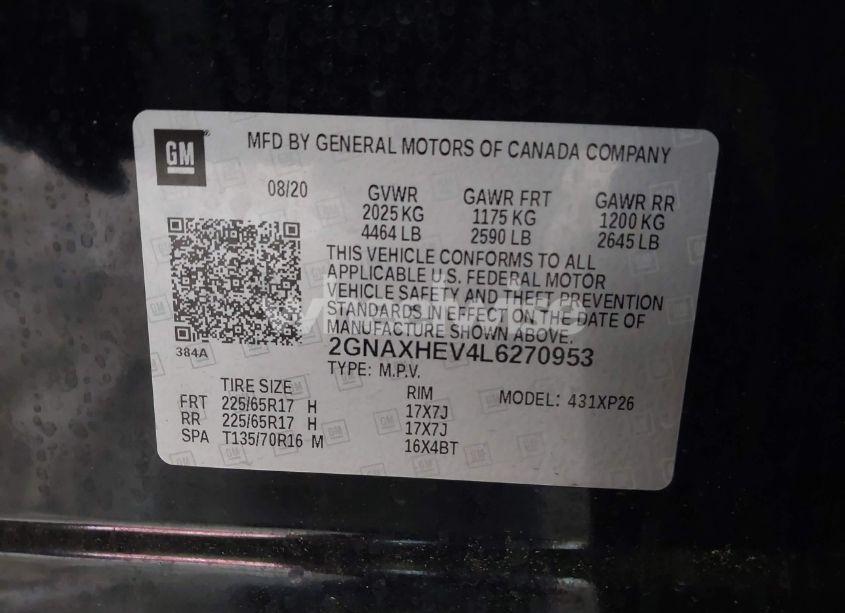 GM
MFD BY GENERAL MOTORS OF CANADA COMPANY
08/20 GVWR GAWR FRT GAWR RR
2025 KG 1175 KG 1200 KG
4464 LB 2590 LB 2645 LB
THIS VEHICLE CONFORMS TO ALL
APPLICABLE U.S. FEDERAL MOTOR
VEHICLE SAFETY AND THEFT PREVENTION
STANDARDS IN EFFECT ON THE DATE OF
MANUFACTURE SHOWN ABOVE.
384A
2GNAXHEV4L6270953
TYPE: M.P.V.
TIRE SIZE RIM MODEL: 431XP26
FRT 225/65R17 H 17X7J
RR 225/65R17 H 17X7J
SPA T135/70R16 M 16X4BT